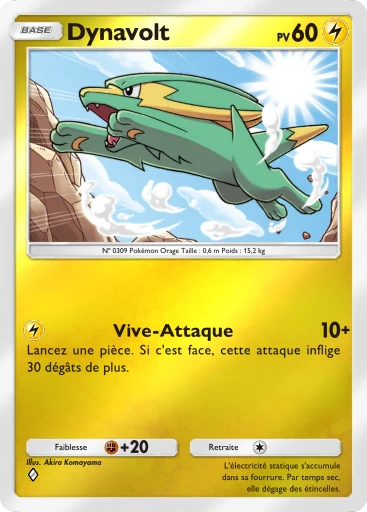 BASE Dynavolt PV 60
N° 0309 Pokémon Orage Taille : 0,6 m Poids : 15,2 kg
Vive-Attaque 10+
Lancez une pièce. Si c'est face, cette attaque inflige
30 dégâts de plus.
Faiblesse +20 Retraite
Illus. Akira Komayama
L'électricité statique s'accumule
dans sa fourrure. Par temps sec,
elle dégage des étincelles.